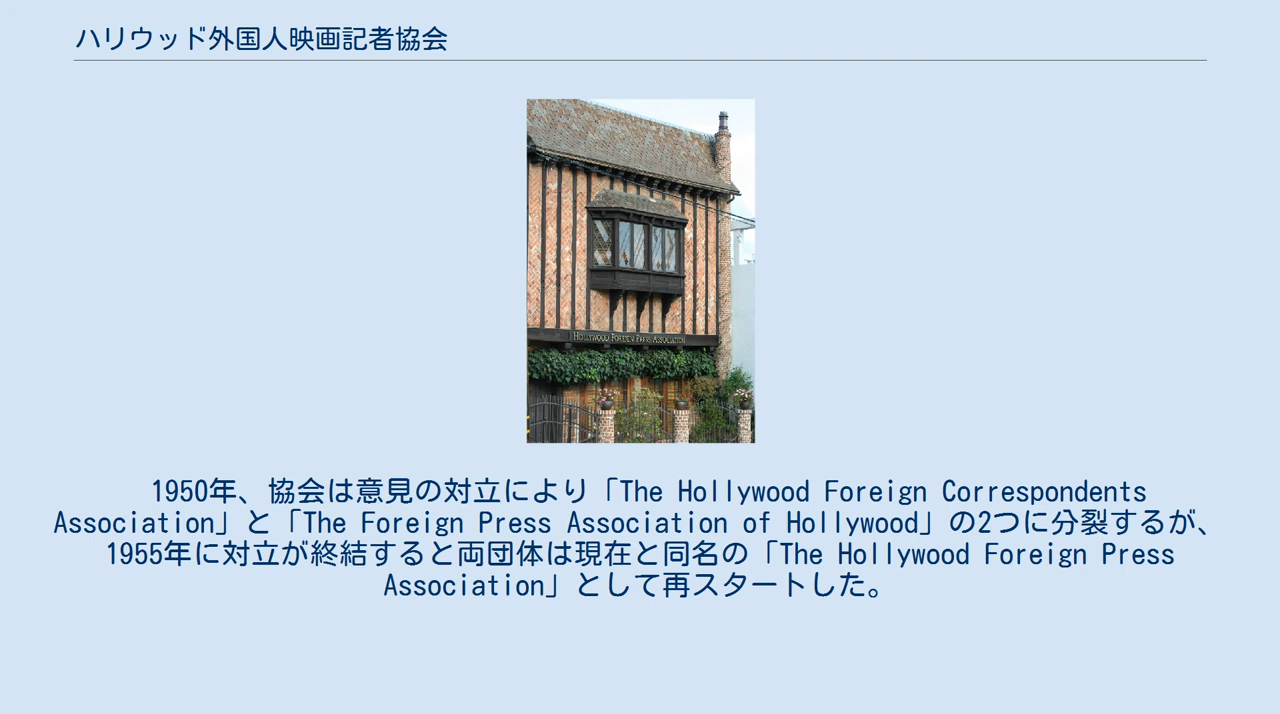 ハリウッド外国人映画記者協会
HOLLYWOOD FOREIGN PRESS ASSOCIATION
1950年、協会は意見の対立により「The Hollywood Foreign Correspondents
Association」と「The Foreign Press Association of Hollywood」の2つに分裂するが、
1955年に対立が終結すると両団体は現在と同名の「The Hollywood Foreign Press
Association」として再スタートした。